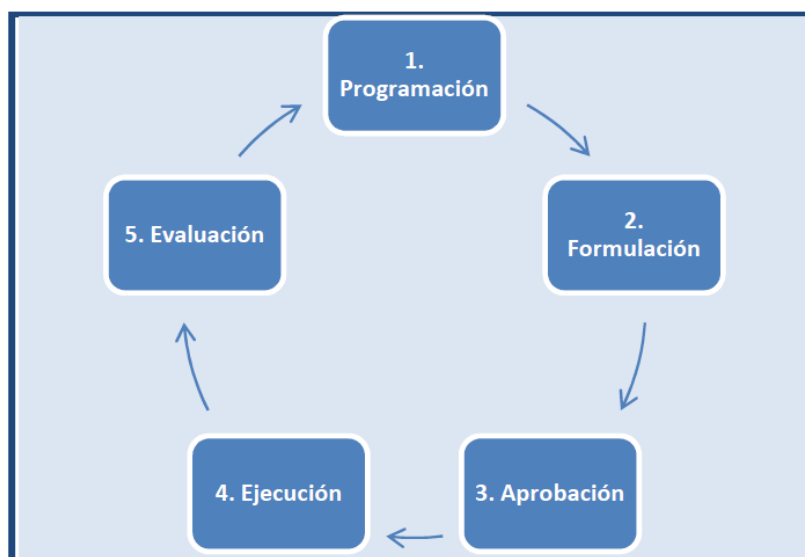 1.
Programación
2.
Formulación
3. Aprobación
4. Ejecución
5. Evaluación